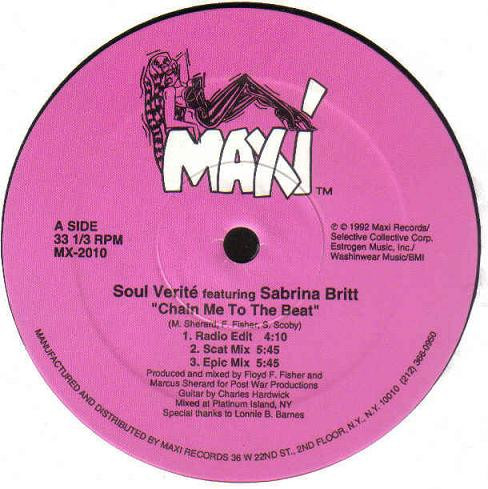 MAXI
TM
A SIDE
33 1/3 RPM
MX-2010
℗ © 1992 Maxi Records/
Selective Collective Corp.
Estrogen Music, Inc./
Washinwear Music/BMI
Soul Verité featuring Sabrina Britt
"Chain Me To The Beat"
(M. Sherard, F. Fisher, S. Scoby)
1. Radio Edit 4:10
2. Scat Mix 5:45
3. Epic Mix 5:45
Produced and mixed by Floyd F. Fisher and
Marcus Sherard for Post War Productions
Guitar by Charles Hardwick
Mixed at Platinum Island, NY
Special thanks to Lonnie B. Barnes
MANUFACTURED AND DISTRIBUTED BY MAXI RECORDS 36 W 22ND ST., 2ND FLOOR, N.Y., N.Y. 10010 (212) 366-0950